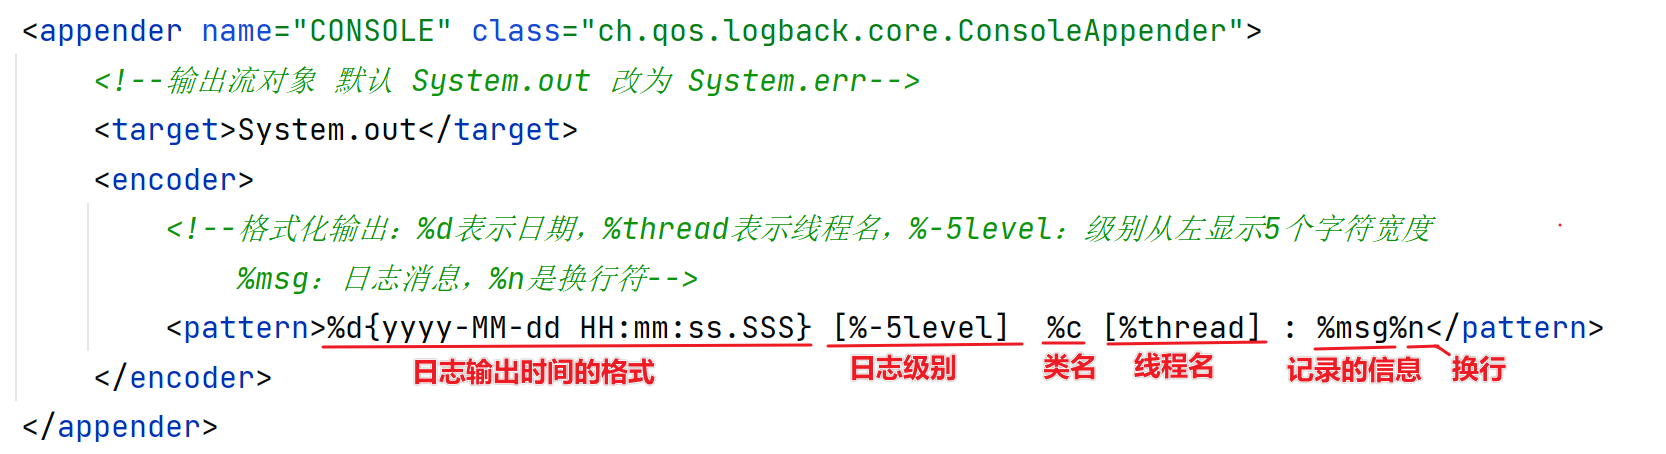 <appender name="CONSOLE" class="ch.qos.logback.core.ConsoleAppender">
<!--输出流对象 默认 System.out 改为 System.err-->
<target>System.out</target>
<encoder>
<!--格式化输出：%d表示日期，%thread表示线程名，%-5level：级别从左显示5个字符宽度
%msg：日志消息，%n是换行符-->
<pattern>%d{yyyy-MM-dd HH:mm:ss.SSS} [%-5level]  %c [%thread] : %msg%n</pattern>
日志输出时间的格式 日志级别 类名 线程名 记录的信息 换行
</encoder>
</appender>